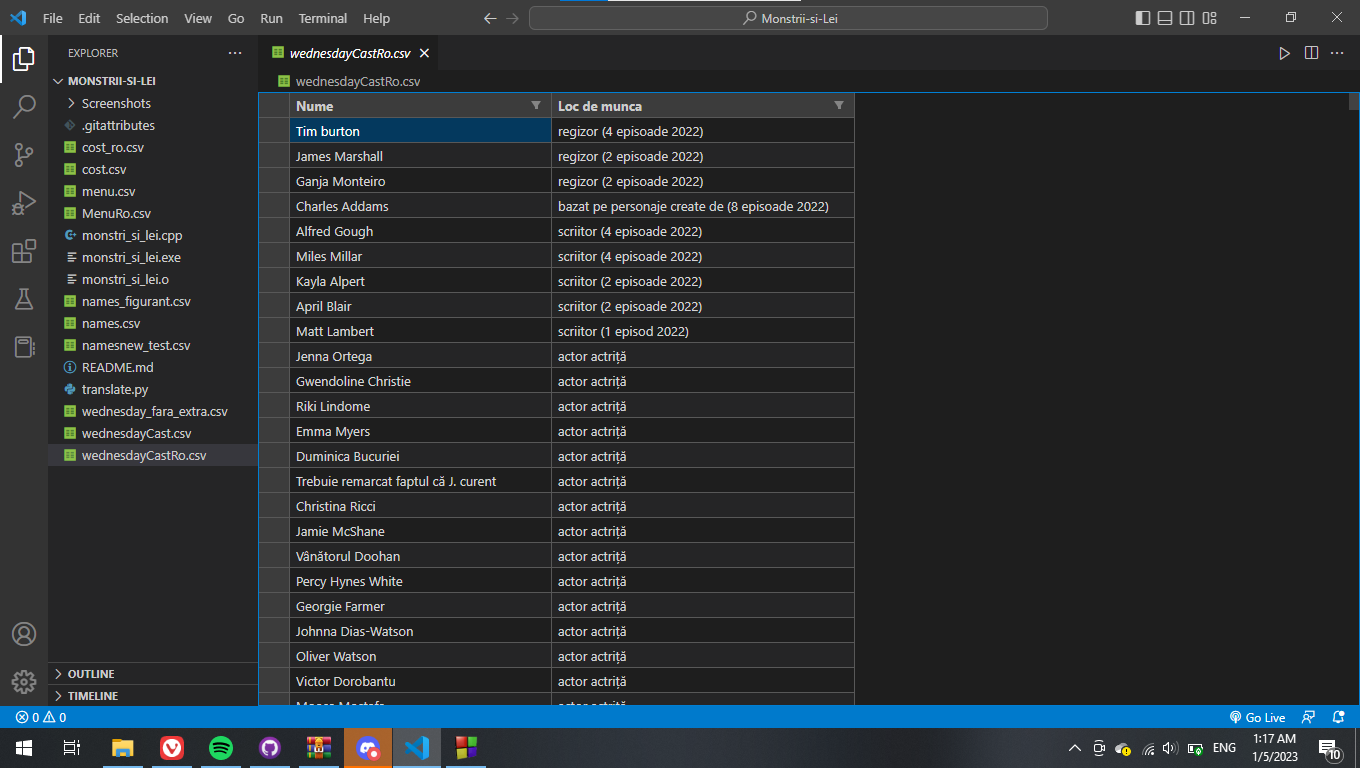 File Edit Selection View Go Run Terminal Help
Monstrii-si-Lei
EXPLORER
MONSTRII-SI-LEI
Screenshots
.gitattributes
cost_ro.csv
cost.csv
menu.csv
MenuRo.csv
monstri_si_lei.cpp
monstri_si_lei.exe
monstri_si_lei.o
names_figurant.csv
names.csv
namesnew_test.csv
README.md
translate.py
wednesday_fara_extra.csv
wednesdayCast.csv
wednesdayCastRo.csv
OUTLINE
TIMELINE
wednesdayCastRo.csv
wednesdayCastRo.csv
Nume Loc de munca
Tim burton regizor (4 episoade 2022)
James Marshall regizor (2 episoade 2022)
Ganja Monteiro regizor (2 episoade 2022)
Charles Addams bazat pe personaje create de (8 episoade 2022)
Alfred Gough scriitor (4 episoade 2022)
Miles Millar scriitor (4 episoade 2022)
Kayla Alpert scriitor (2 episoade 2022)
April Blair scriitor (2 episoade 2022)
Matt Lambert scriitor (1 episod 2022)
Jenna Ortega actor actriță
Gwendoline Christie actor actriță
Riki Lindome actor actriță
Emma Myers actor actriță
Duminica Bucuriei actor actriță
Trebuie remarcat faptul că J. curent actor actriță
Christina Ricci actor actriță
Jamie McShane actor actriță
Vânătorul Doohan actor actriță
Percy Hynes White actor actriță
Georgie Farmer actor actriță
Johnna Dias-Watson actor actriță
Oliver Watson actor actriță
Victor Dorobantu actor actriță
0 0
Go Live
ENG
1:17 AM
1/5/2023
10